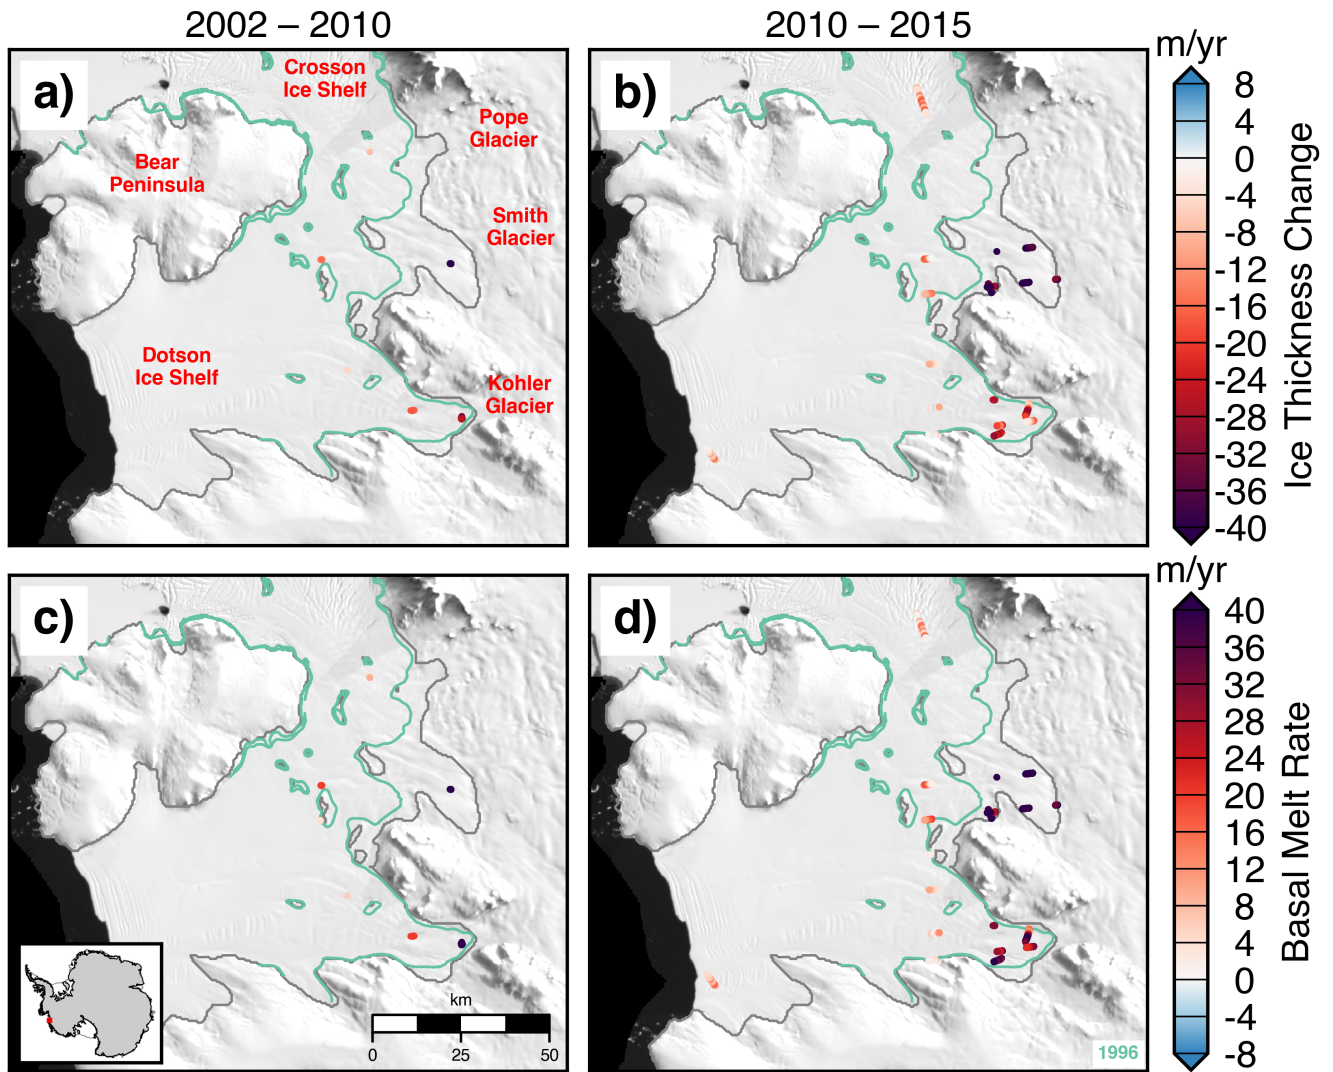 2002 – 2010
2010 – 2015
a)
Crosson
Ice Shelf
Pope
Glacier
Bear
Peninsula
Smith
Glacier
Dotson
Ice Shelf
Kohler
Glacier
b)
m/yr
8
4
0
-4
-8
-12
-16
-20
-24
-28
-32
-36
-40
Ice Thickness Change
c)
km
0
25
50
d)
1996
m/yr
40
36
32
28
24
20
16
12
8
4
0
-4
-8
Basal Melt Rate